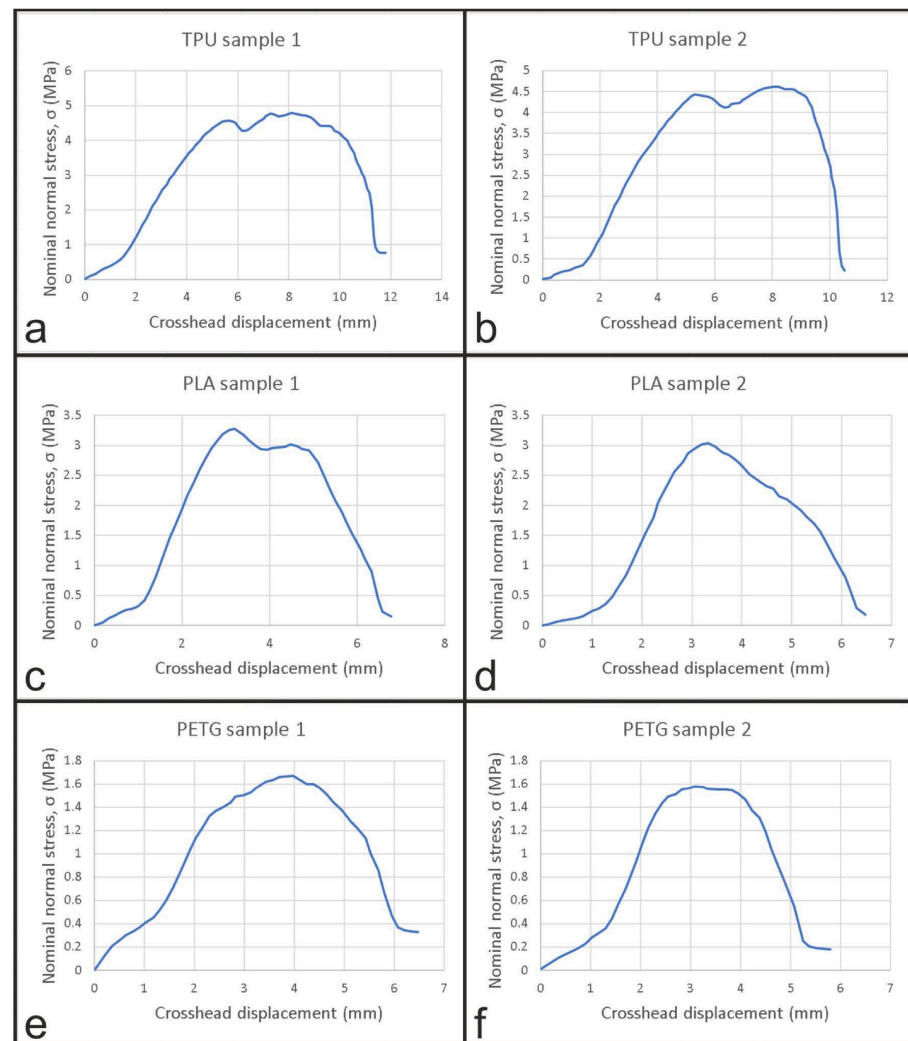 TPU sample 1
Nominal normal stress, σ (MPa)
6
5
4
3
2
1
0
0 2 4 6 8 10 12 14
Crosshead displacement (mm)
a
TPU sample 2
Nominal normal stress, σ (MPa)
5
4.5
4
3.5
3
2.5
2
1.5
1
0.5
0
0 2 4 6 8 10 12
Crosshead displacement (mm)
b
PLA sample 1
Nominal normal stress, σ (MPa)
3.5
3
2.5
2
1.5
1
0.5
0
0 2 4 6 8
Crosshead displacement (mm)
c
PLA sample 2
Nominal normal stress, σ (MPa)
3.5
3
2.5
2
1.5
1
0.5
0
0 1 2 3 4 5 6 7
Crosshead displacement (mm)
d
PETG sample 1
Nominal normal stress, σ (MPa)
1.8
1.6
1.4
1.2
1
0.8
0.6
0.4
0.2
0
0 1 2 3 4 5 6 7
Crosshead displacement (mm)
e
PETG sample 2
Nominal normal stress, σ (MPa)
1.8
1.6
1.4
1.2
1
0.8
0.6
0.4
0.2
0
0 1 2 3 4 5 6 7
Crosshead displacement (mm)
f